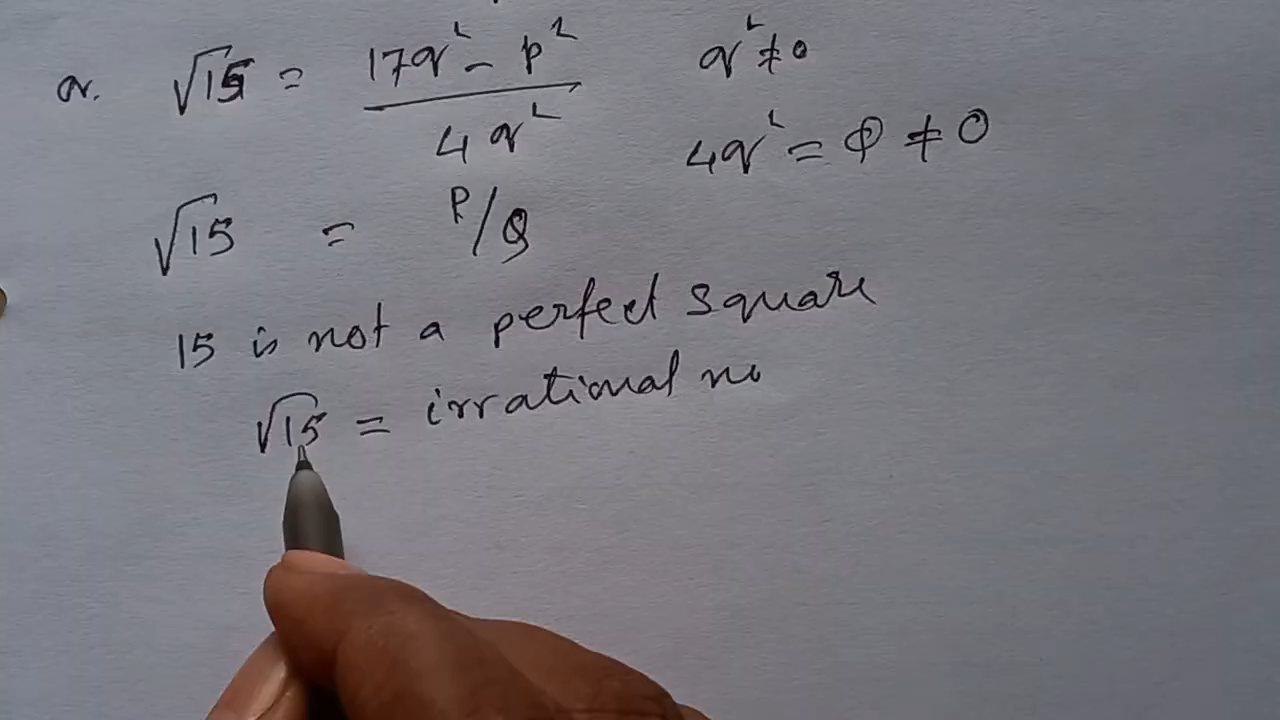 or. √15 = (17q² - p²) / 4q² q² ≠ 0
4q² = Q ≠ 0
√15 = P/Q
15 is not a perfect square
√15 = irrational no